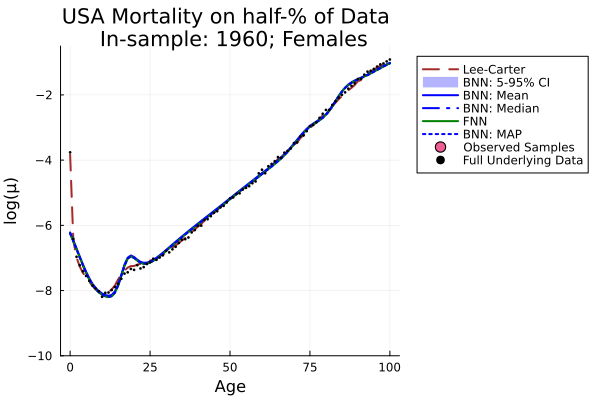 USA Mortality on half-% of Data
In-sample: 1960; Females
log(μ)
−2
−4
−6
−8
−10
0
25
50
75
100
Age
Lee-Carter
BNN: 5-95% CI
BNN: Mean
BNN: Median
FNN
BNN: MAP
Observed Samples
Full Underlying Data